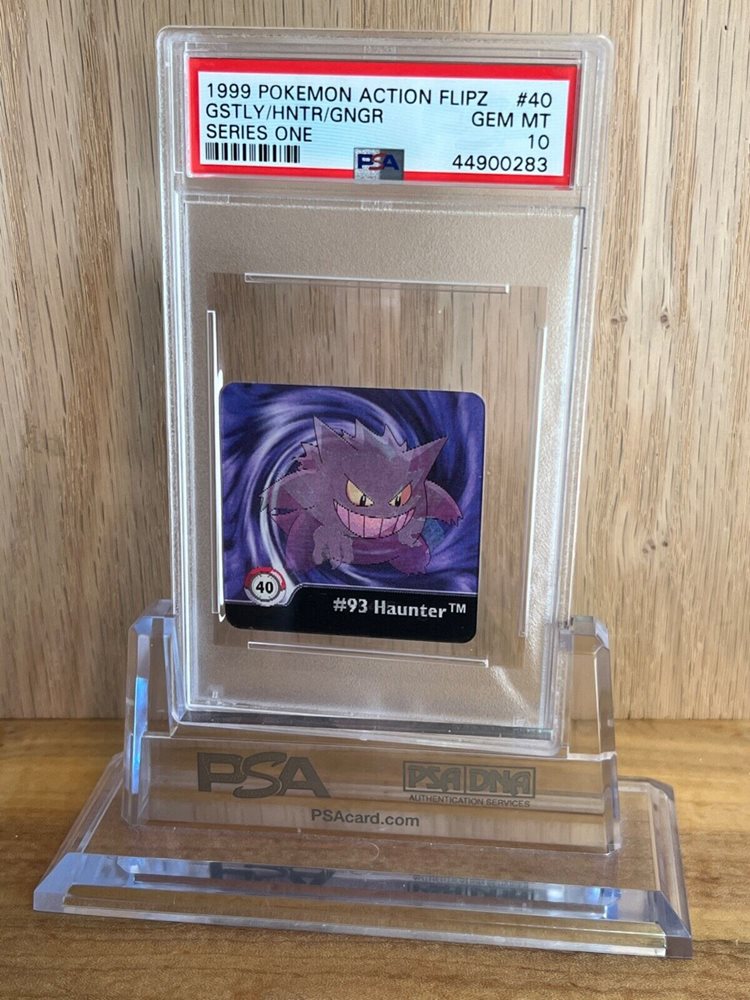 1999 POKEMON ACTION FLIPZ #40
GSTLY/HNTR/GNGR GEM MT
SERIES ONE 10
PSA 44900283
40
#93 Haunter™
PSA PSA DNA
AUTHENTICATION SERVICES
PSAcard.com